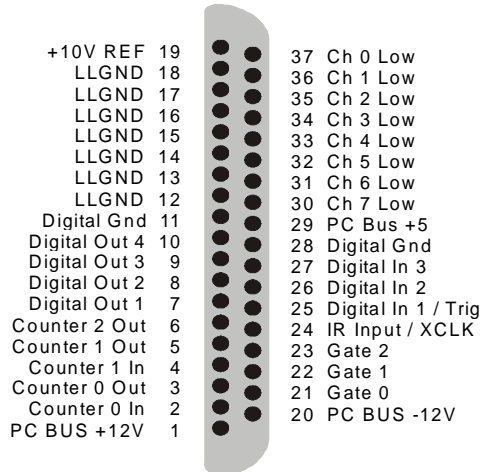 +10V REF 19
LLGND 18
LLGND 17
LLGND 16
LLGND 15
LLGND 14
LLGND 13
LLGND 12
Digital Gnd 11
Digital Out 4 10
Digital Out 3 9
Digital Out 2 8
Digital Out 1 7
Counter 2 Out 6
Counter 1 Out 5
Counter 1 In 4
Counter 0 Out 3
Counter 0 In 2
PC BUS +12V 1
37 Ch 0 Low
36 Ch 1 Low
35 Ch 2 Low
34 Ch 3 Low
33 Ch 4 Low
32 Ch 5 Low
31 Ch 6 Low
30 Ch 7 Low
29 PC Bus +5
28 Digital Gnd
27 Digital In 3
26 Digital In 2
25 Digital In 1 / Trig
24 IR Input / XCLK
23 Gate 2
22 Gate 1
21 Gate 0
20 PC BUS -12V